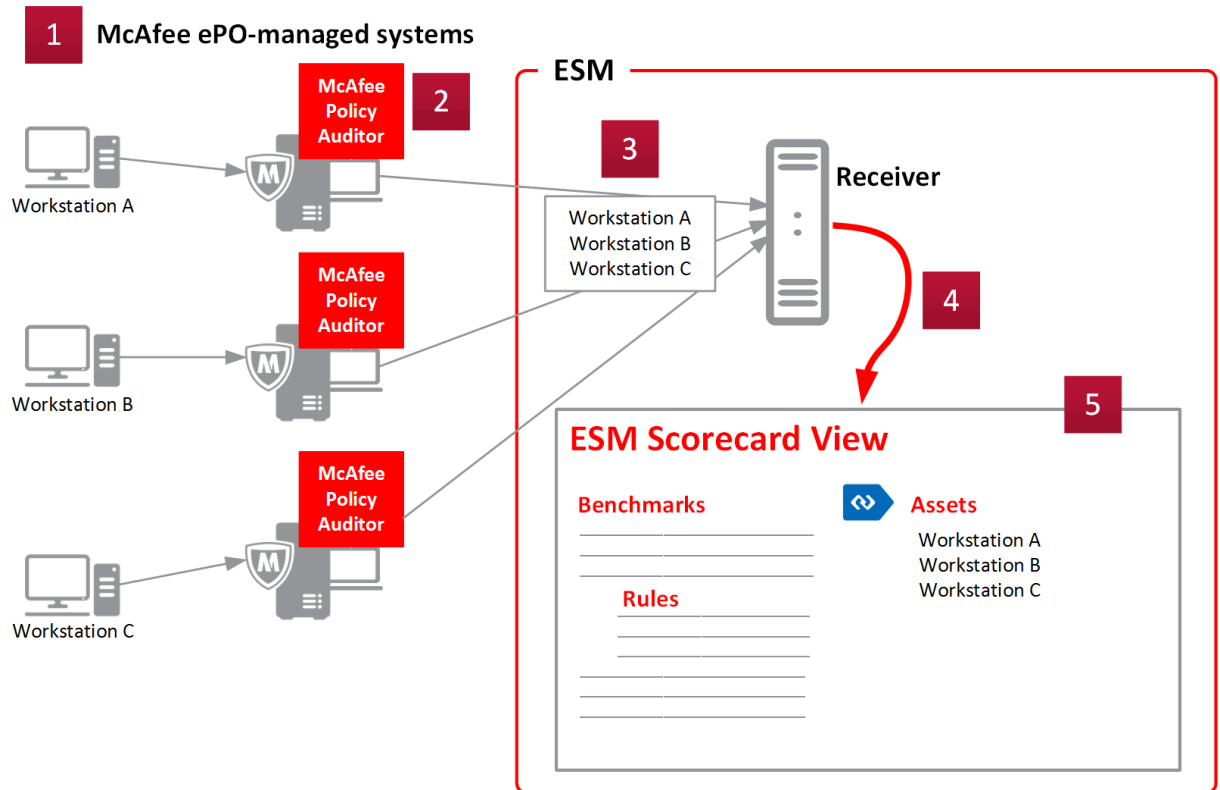 1
McAfee ePO-managed systems
McAfee
Policy
Auditor
2
M
Workstation A
McAfee
Policy
Auditor
M
Workstation B
McAfee
Policy
Auditor
M
Workstation C
ESM
3
Workstation A
Workstation B
Workstation C
Receiver
4
5
ESM Scorecard View
Benchmarks
Rules
Assets
Workstation A
Workstation B
Workstation C